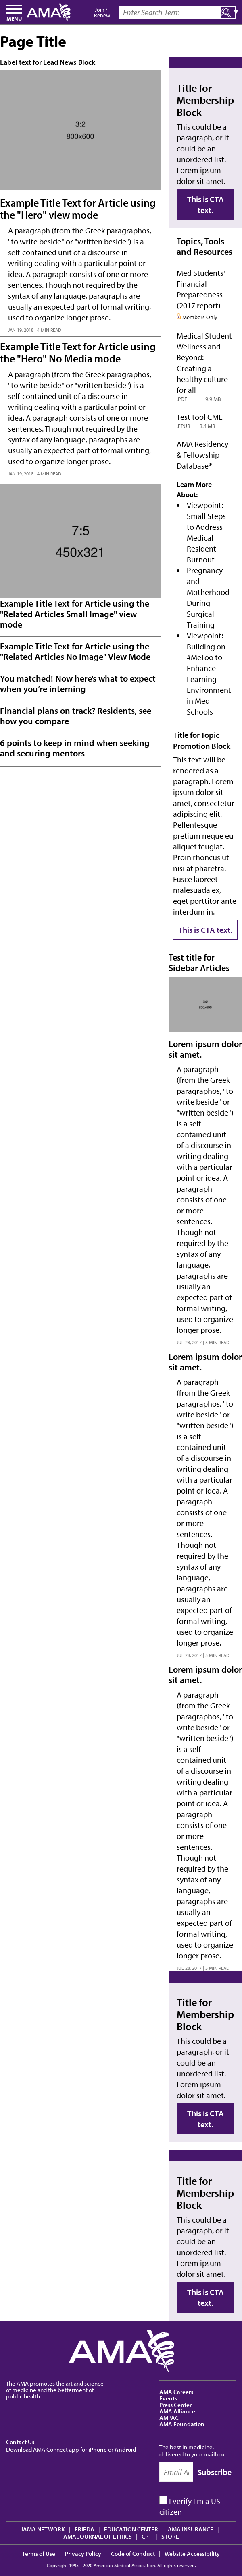 MENU
AMA
Join /
Renew
Enter Search Term
Page Title
Label text for Lead News Block
3:2
800x600
Example Title Text for Article using
the "Hero" view mode
A paragraph (from the Greek paragraphos,
"to write beside" or "written beside") is a
self-contained unit of a discourse in
writing dealing with a particular point or
idea. A paragraph consists of one or more
sentences. Though not required by the
syntax of any language, paragraphs are
usually an expected part of formal writing,
used to organize longer prose.
JAN 19, 2018 | 4 MIN READ
Example Title Text for Article using
the "Hero" No Media mode
A paragraph (from the Greek paragraphos,
"to write beside" or "written beside") is a
self-contained unit of a discourse in
writing dealing with a particular point or
idea. A paragraph consists of one or more
sentences. Though not required by the
syntax of any language, paragraphs are
usually an expected part of formal writing,
used to organize longer prose.
JAN 19, 2018 | 4 MIN READ
7:5
450x321
Example Title Text for Article using the
"Related Articles Small Image" view
mode
Example Title Text for Article using the
"Related Articles No Image" View Mode
You matched! Now here’s what to expect
when you’re interning
Financial plans on track? Residents, see
how you compare
6 points to keep in mind when seeking
and securing mentors
Title for
Membership
Block
This could be a
paragraph, or it
could be an
unordered list.
Lorem ipsum
dolor sit amet.
This is CTA
text.
Topics, Tools
and Resources
Med Students'
Financial
Preparedness
(2017 report)
Members Only
Medical Student
Wellness and
Beyond:
Creating a
healthy culture
for all
.PDF 9.9 MB
Test tool CME
.EPUB 3.4 MB
AMA Residency
& Fellowship
Database®
Learn More
About:
Viewpoint:
Small Steps
to Address
Medical
Resident
Burnout
Pregnancy
and
Motherhood
During
Surgical
Training
Viewpoint:
Building on
#MeToo to
Enhance
Learning
Environment
in Med
Schools
Title for Topic
Promotion Block
This text will be
rendered as a
paragraph. Lorem
ipsum dolor sit
amet, consectetur
adipiscing elit.
Pellentesque
pretium neque eu
aliquet feugiat.
Proin rhoncus ut
nisi at pharetra.
Fusce laoreet
malesuada ex,
eget porttitor ante
interdum in.
This is CTA text.
Test title for
Sidebar Articles
3:2
800x600
Lorem ipsum dolor
sit amet.
A paragraph
(from the Greek
paragraphos, "to
write beside" or
"written beside")
is a self-
contained unit
of a discourse in
writing dealing
with a particular
point or idea. A
paragraph
consists of one
or more
sentences.
Though not
required by the
syntax of any
language,
paragraphs are
usually an
expected part of
formal writing,
used to organize
longer prose.
JUL 28, 2017 | 5 MIN READ
Lorem ipsum dolor
sit amet.
A paragraph
(from the Greek
paragraphos, "to
write beside" or
"written beside")
is a self-
contained unit
of a discourse in
writing dealing
with a particular
point or idea. A
paragraph
consists of one
or more
sentences.
Though not
required by the
syntax of any
language,
paragraphs are
usually an
expected part of
formal writing,
used to organize
longer prose.
JUL 28, 2017 | 5 MIN READ
Lorem ipsum dolor
sit amet.
A paragraph
(from the Greek
paragraphos, "to
write beside" or
"written beside")
is a self-
contained unit
of a discourse in
writing dealing
with a particular
point or idea. A
paragraph
consists of one
or more
sentences.
Though not
required by the
syntax of any
language,
paragraphs are
usually an
expected part of
formal writing,
used to organize
longer prose.
JUL 28, 2017 | 5 MIN READ
Title for
Membership
Block
This could be a
paragraph, or it
could be an
unordered list.
Lorem ipsum
dolor sit amet.
This is CTA
text.
Title for
Membership
Block
This could be a
paragraph, or it
could be an
unordered list.
Lorem ipsum
dolor sit amet.
This is CTA
text.
AMA
The AMA promotes the art and science
of medicine and the betterment of
public health.
AMA Careers
Events
Press Center
AMA Alliance
AMPAC
AMA Foundation
Contact Us
Download AMA Connect app for iPhone or Android
The best in medicine,
delivered to your mailbox
Email A
Subscribe
I verify I'm a US
citizen
JAMA NETWORK | FRIEDA | EDUCATION CENTER | AMA INSURANCE |
AMA JOURNAL OF ETHICS | CPT | STORE
Terms of Use | Privacy Policy | Code of Conduct | Website Accessibility
Copyright 1995 - 2020 American Medical Association. All rights reserved.